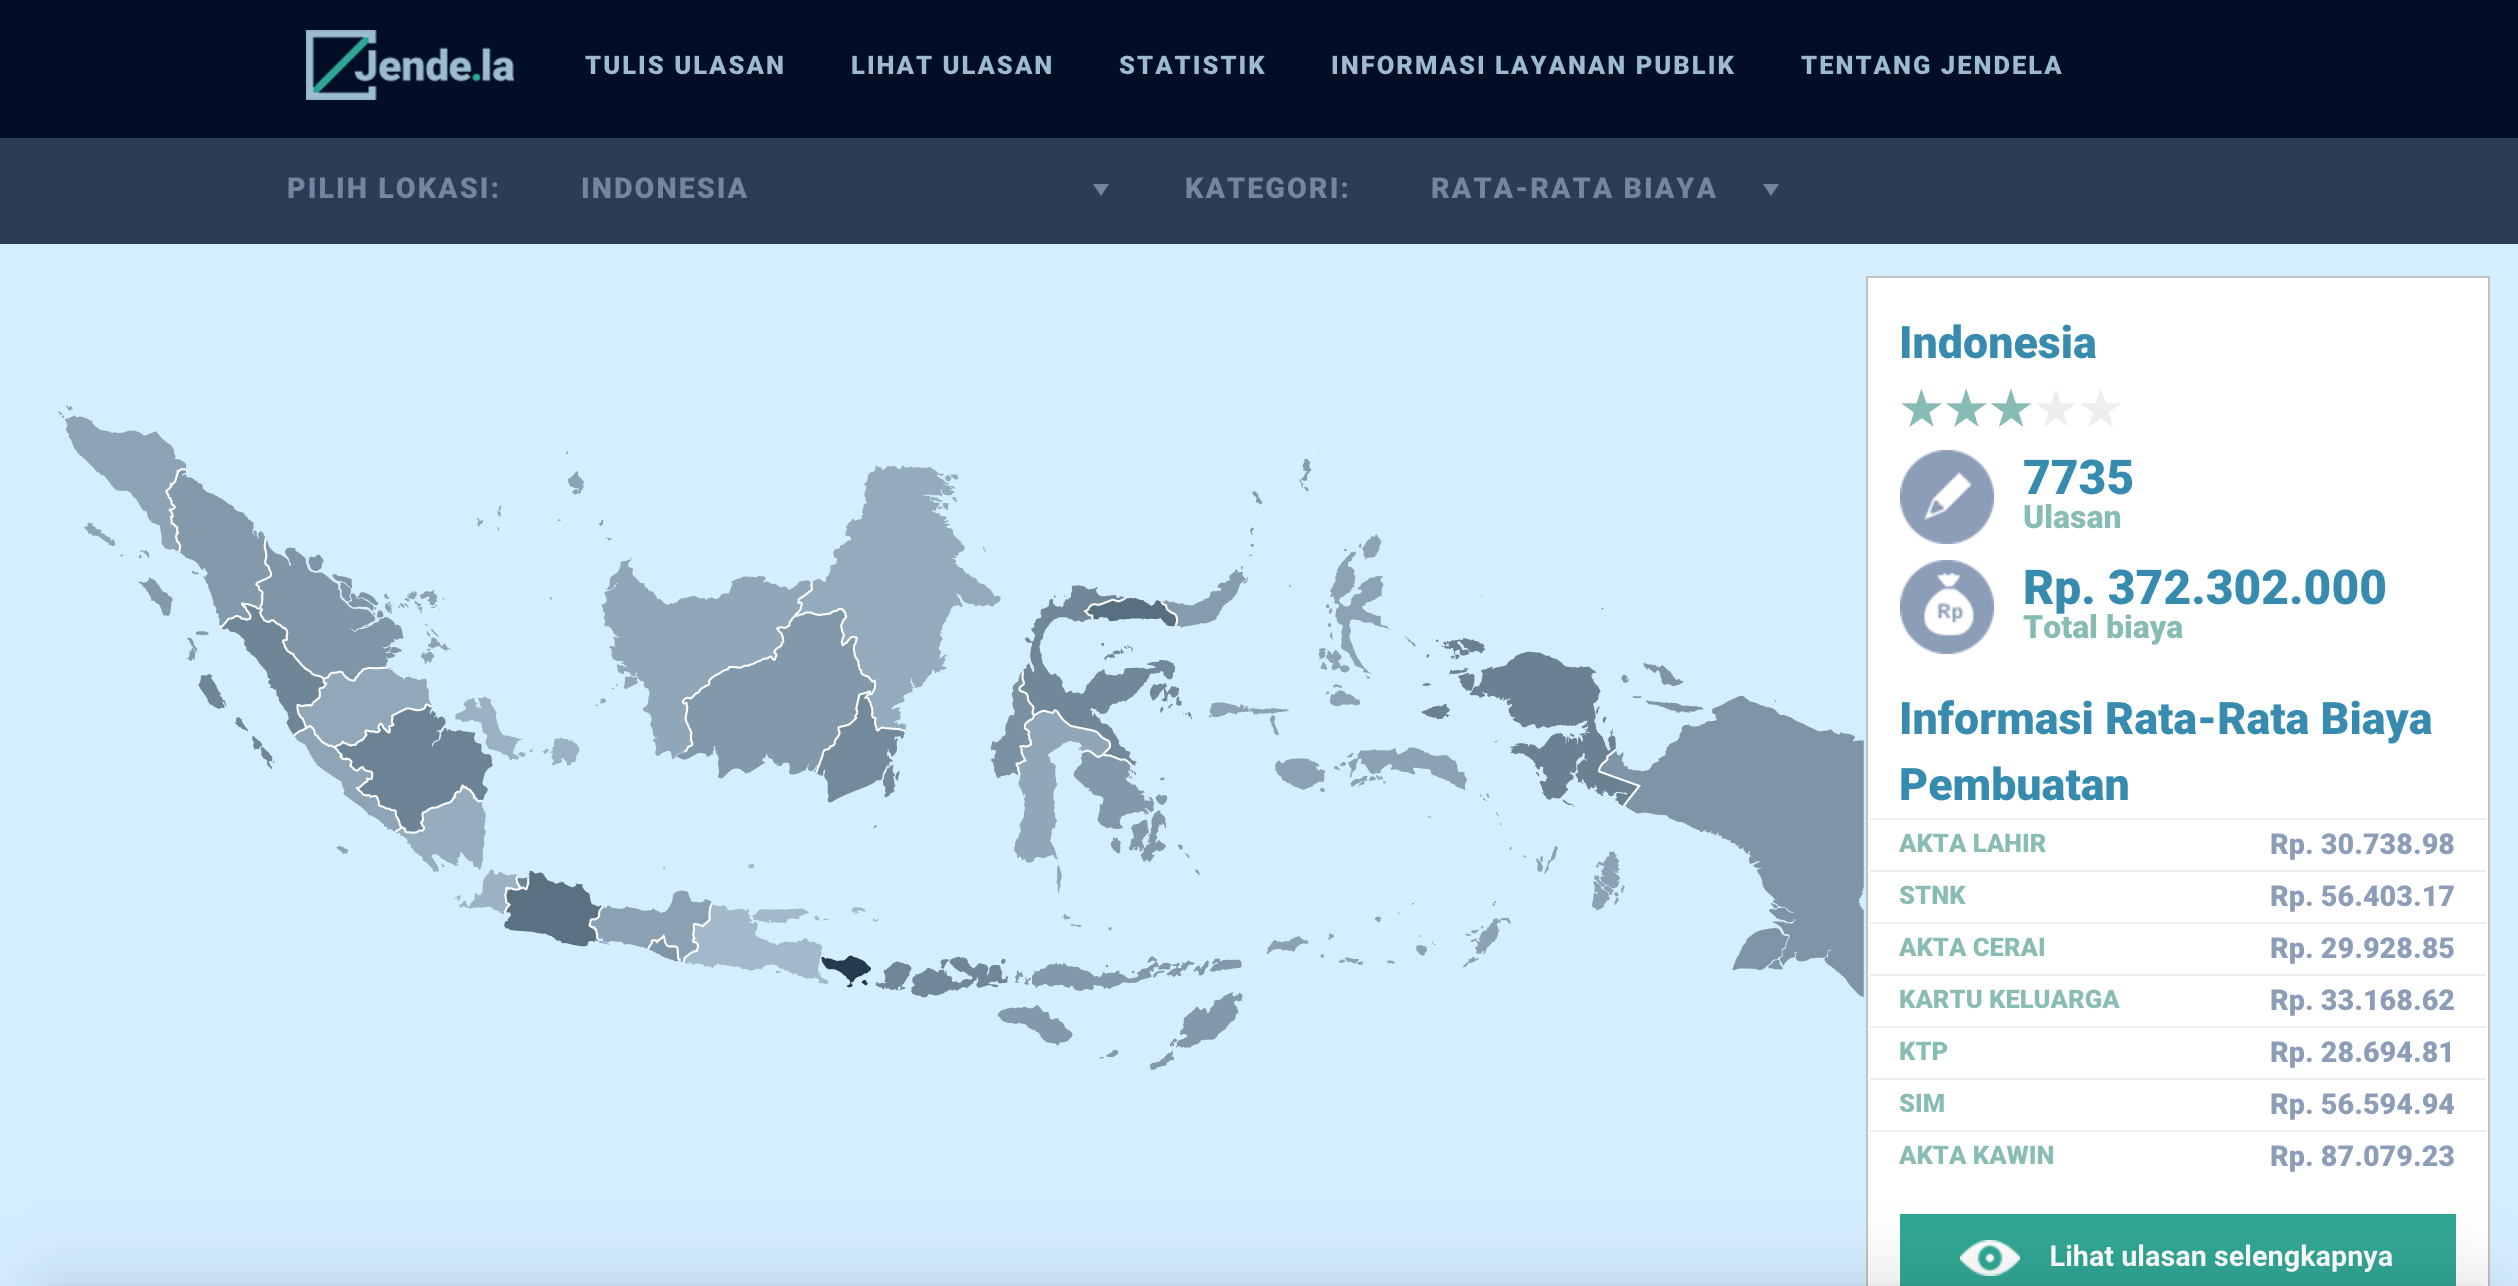 Jende.la
TULIS ULASAN
LIHAT ULASAN
STATISTIK
INFORMASI LAYANAN PUBLIK
TENTANG JENDELA
PILIH LOKASI:
INDONESIA
KATEGORI:
RATA-RATA BIAYA
Indonesia
7735
Ulasan
Rp
Rp. 372.302.000
Total biaya
Informasi Rata-Rata Biaya
Pembuatan
AKTA LAHIR Rp. 30.738.98
STNK Rp. 56.403.17
AKTA CERAI Rp. 29.928.85
KARTU KELUARGA Rp. 33.168.62
KTP Rp. 28.694.81
SIM Rp. 56.594.94
AKTA KAWIN Rp. 87.079.23
Lihat ulasan selengkapnya